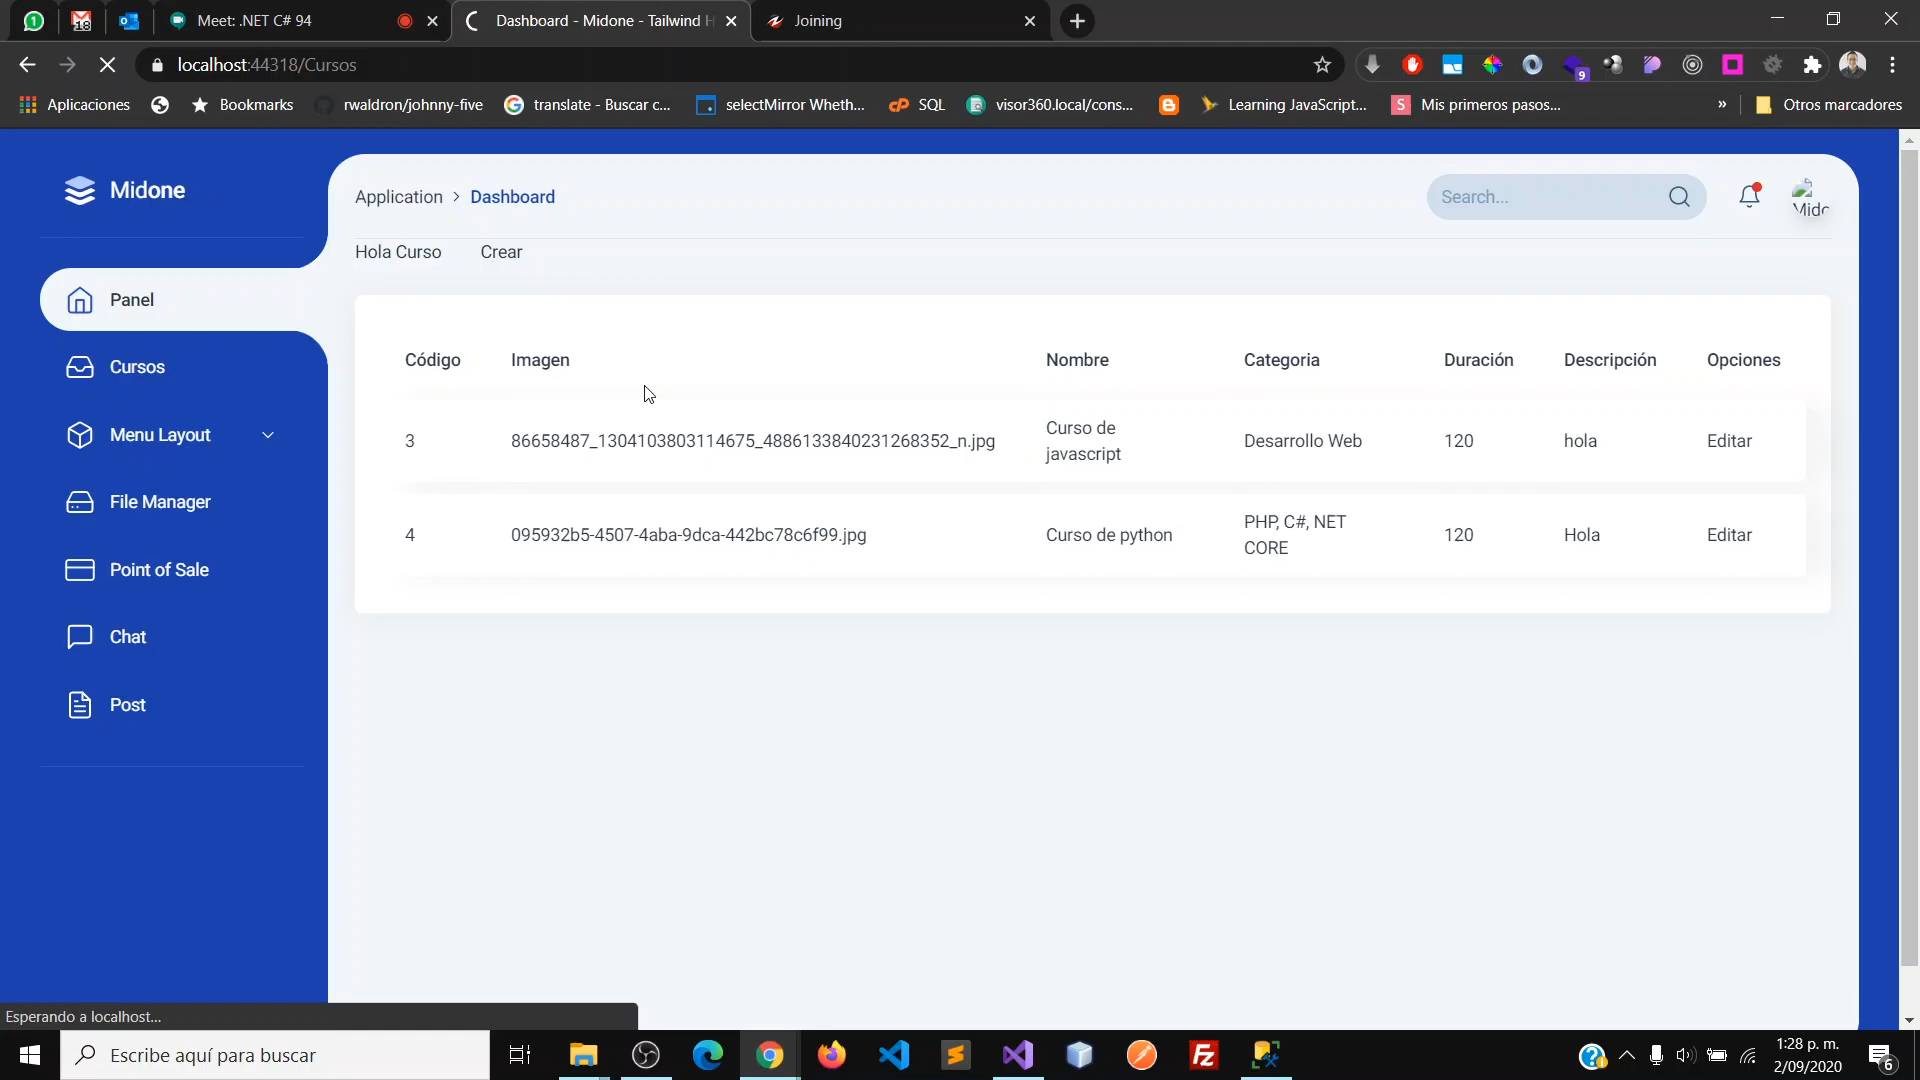 Meet: .NET C# 94
Dashboard - Midone - Tailwind H
Joining
18
localhost:44318/Cursos
9
Aplicaciones
Bookmarks
rwaldron/johnny-five
translate - Buscar c...
selectMirror Wheth...
SQL
visor360.local/cons...
Learning JavaScript...
Mis primeros pasos...
»
Otros marcadores
Midone
Application > Dashboard
Search...
Mido
Hola Curso
Crear
Panel
Cursos
Menu Layout
File Manager
Point of Sale
Chat
Post
Código Imagen Nombre Categoria Duración Descripción Opciones
3 86658487_1304103803114675_4886133840231268352_n.jpg Curso de javascript Desarrollo Web 120 hola Editar
4 095932b5-4507-4aba-9dca-442bc78c6f99.jpg Curso de python PHP, C#, NET CORE 120 Hola Editar
Esperando a localhost...
Escribe aquí para buscar
1:28 p. m.
2/09/2020
6